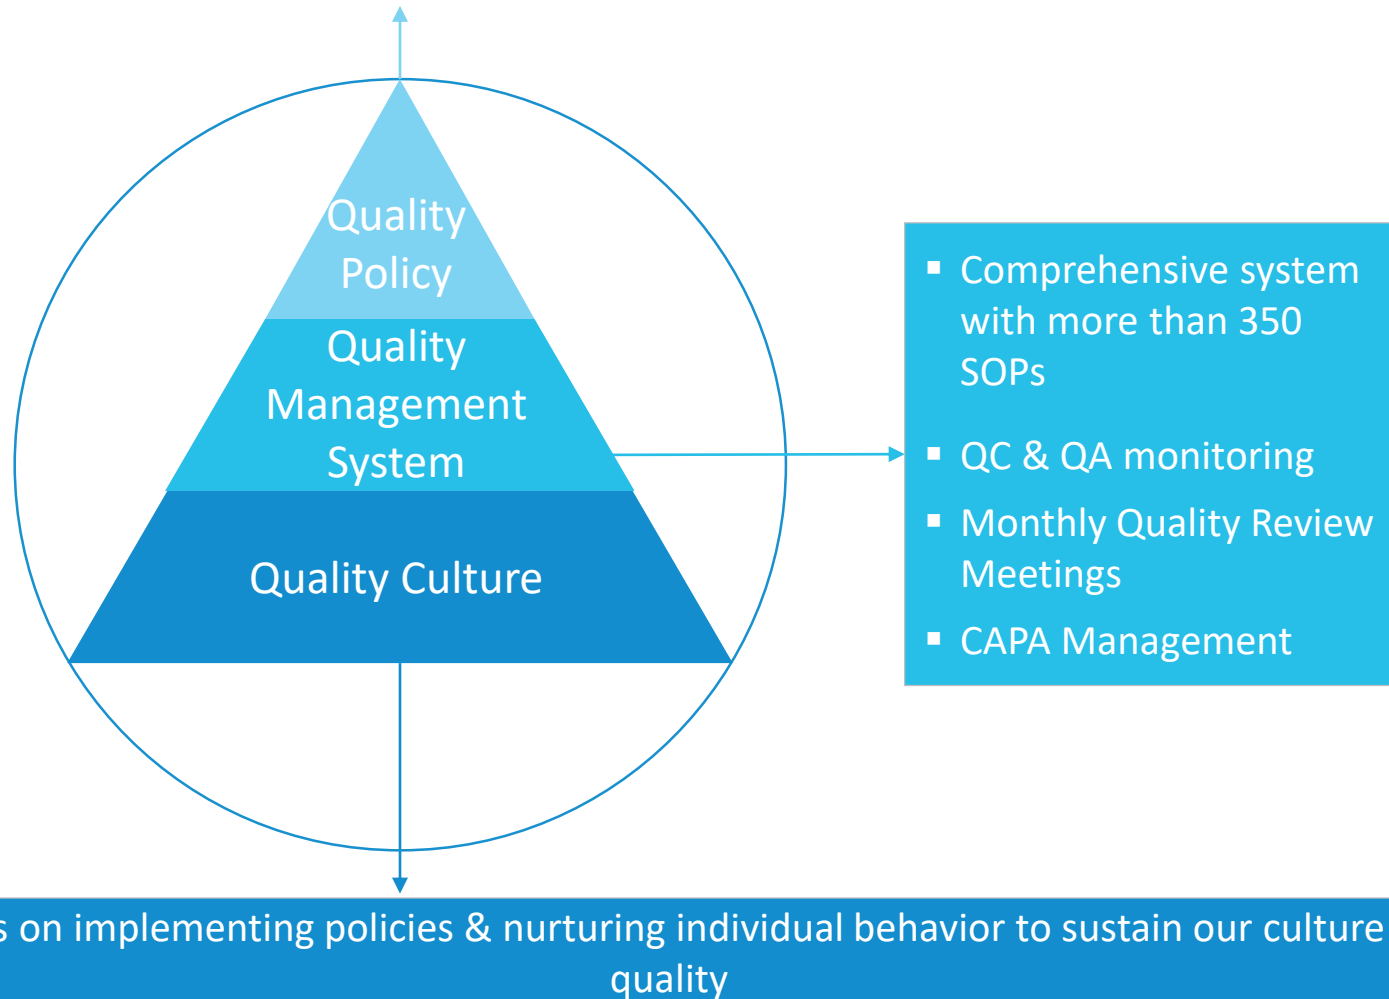 Quality
Policy
Quality
Management
System
Quality Culture
▪ Comprehensive system
with more than 350
SOPs
▪ QC & QA monitoring
▪ Monthly Quality Review
Meetings
▪ CAPA Management
on implementing policies & nurturing individual behavior to sustain our culture
quality